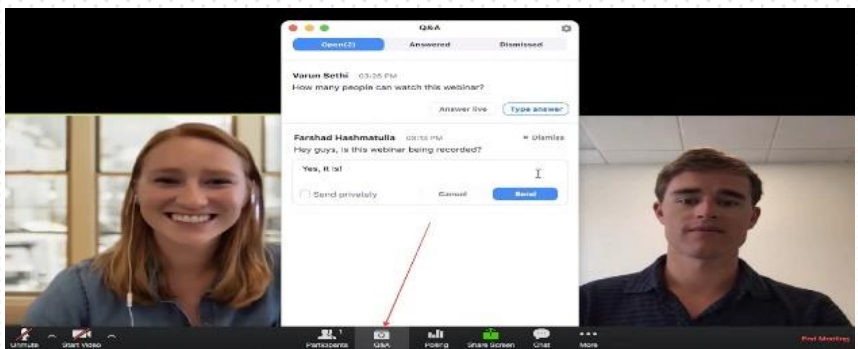 Q&A
Open(2) Answered Dismissed
Varun Sethi 03:35 PM
How many people can watch this webinar?
Answer live Type answer
Farshad Hashmatulla 03:35 PM × Dismiss
Hey guys, is this webinar being recorded?
Yes, it is!
Send privately Cancel Send
Unmute Start Video Participants 1 Q&A Polling Share Screen Chat More End Meeting